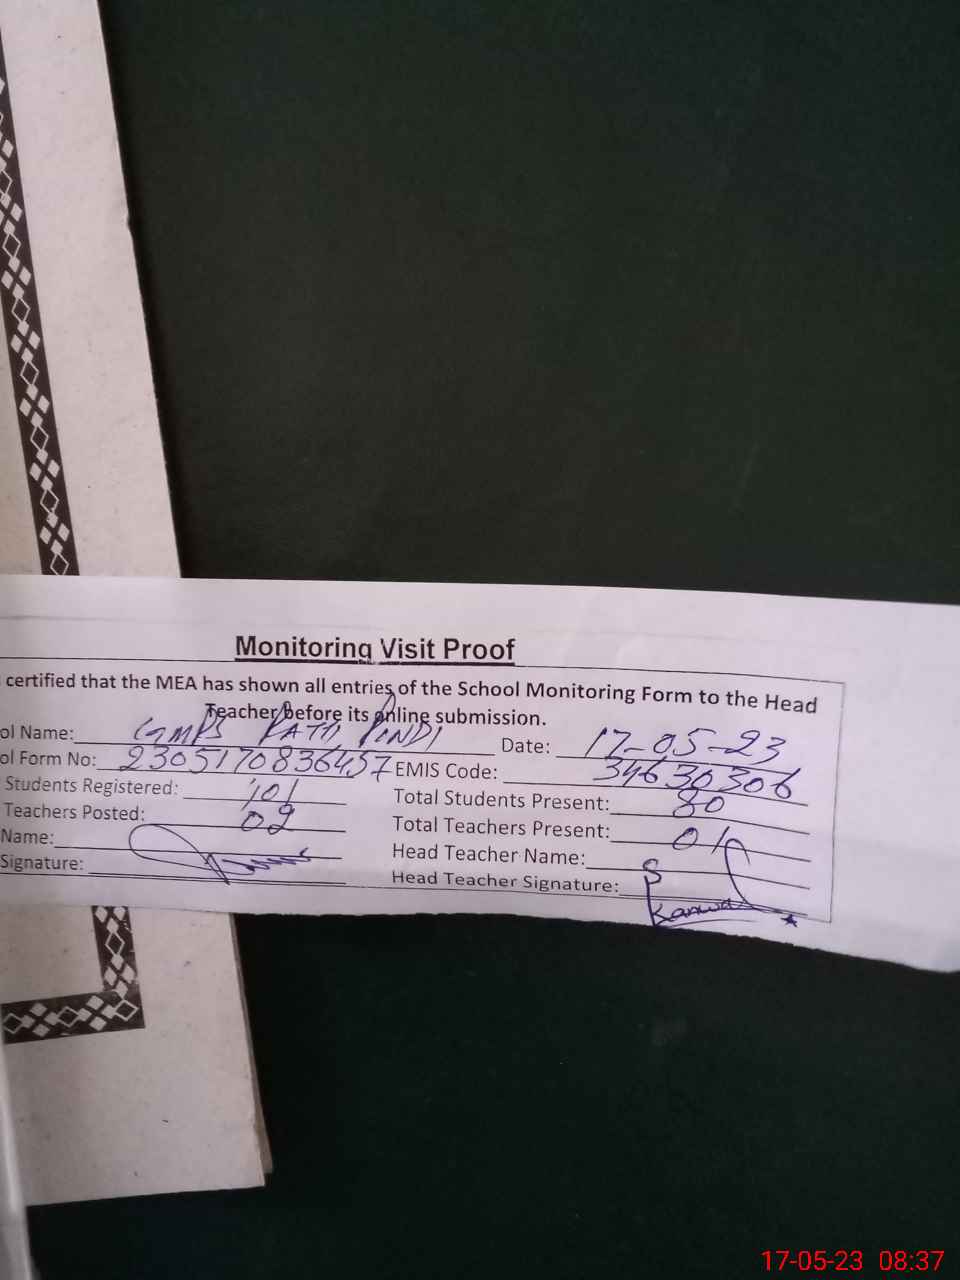 Monitoring Visit Proof
certified that the MEA has shown all entries of the School Monitoring Form to the Head
Teacher before its online submission.
ol Name: GMPS PATTI PINDI Date: 17-05-23
ol Form No: 2305170836457 EMIS Code: 34630306
Students Registered: 101 Total Students Present: 80
Teachers Posted: 02 Total Teachers Present: 01
Name: Head Teacher Name:
Signature: Head Teacher Signature:
17-05-23 08:37